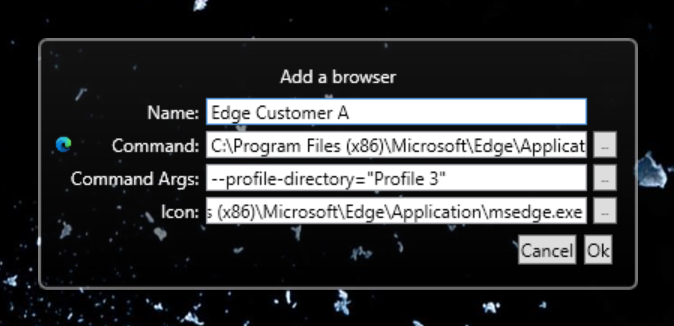 Add a browser
Name: Edge Customer A
Command: C:\Program Files (x86)\Microsoft\Edge\Applicat ...
Command Args: --profile-directory="Profile 3" ...
Icon: s (x86)\Microsoft\Edge\Application\msedge.exe ...
Cancel Ok